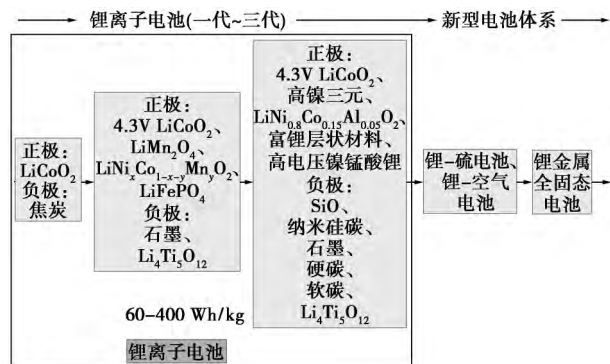 锂离子电池(一代~三代)
新型电池体系
正极：
LiCoO₂
负极：
焦炭
正极：
4.3V LiCoO₂、
LiMn₂O₄、
LiNiₓCo₁₋ₓ₋yMnyO₂、
LiFePO₄
负极：
石墨、
Li₄Ti₅O₁₂
正极：
4.3V LiCoO₂、
高镍三元、
LiNi₀.₈Co₀.₁₅Al₀.₀₅O₂、
富锂层状材料、
高电压镍锰酸锂
负极：
SiO、
纳米硅碳、
石墨、
硬碳、
软碳、
Li₄Ti₅O₁₂
锂-硫电池、
锂-空气
电池
锂金属
全固态
电池
60-400 Wh/kg
锂离子电池